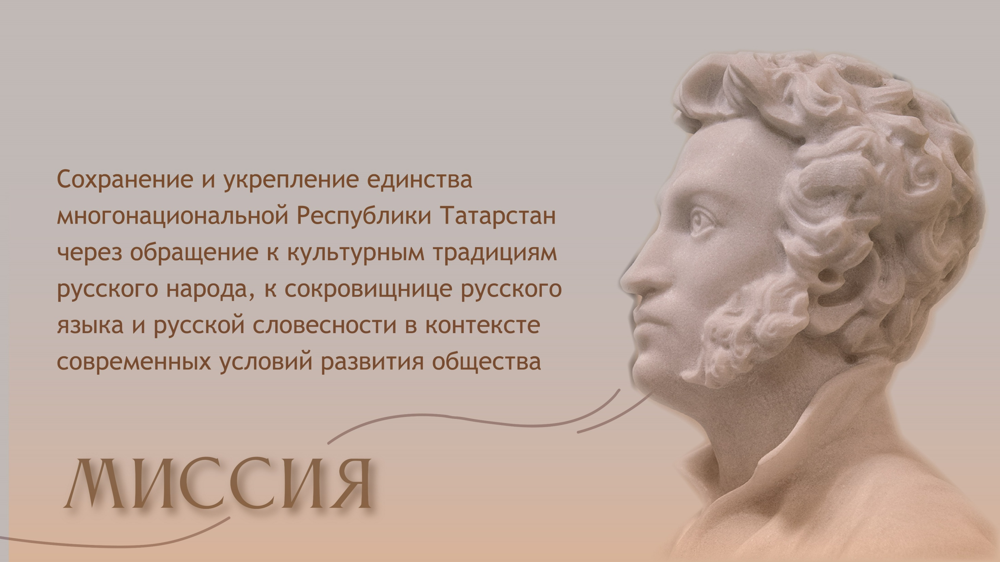 Сохранение и укрепление единства
многонациональной Республики Татарстан
через обращение к культурным традициям
русского народа, к сокровищнице русского
языка и русской словесности в контексте
современных условий развития общества
МИССИЯ